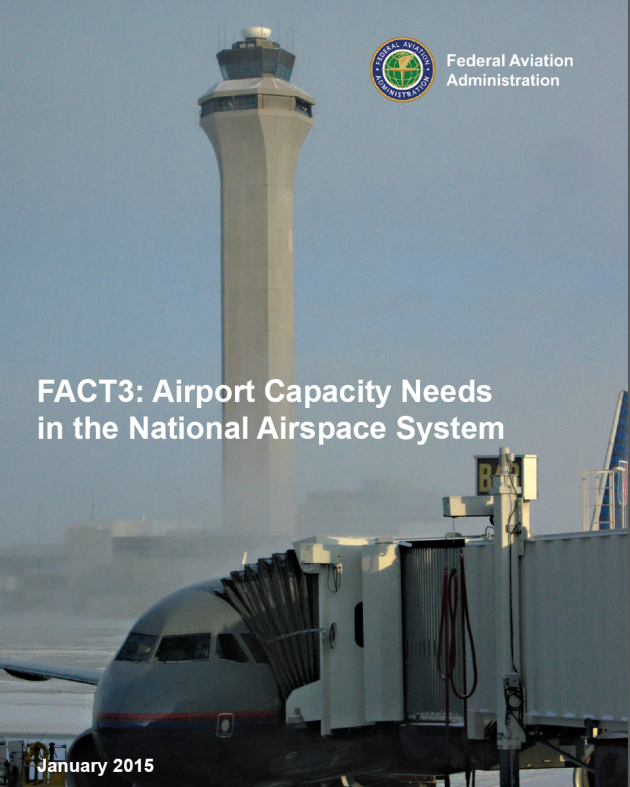 FEDERAL AVIATION
ADMINISTRATION
Federal Aviation
Administration
FACT3: Airport Capacity Needs
in the National Airspace System
January 2015